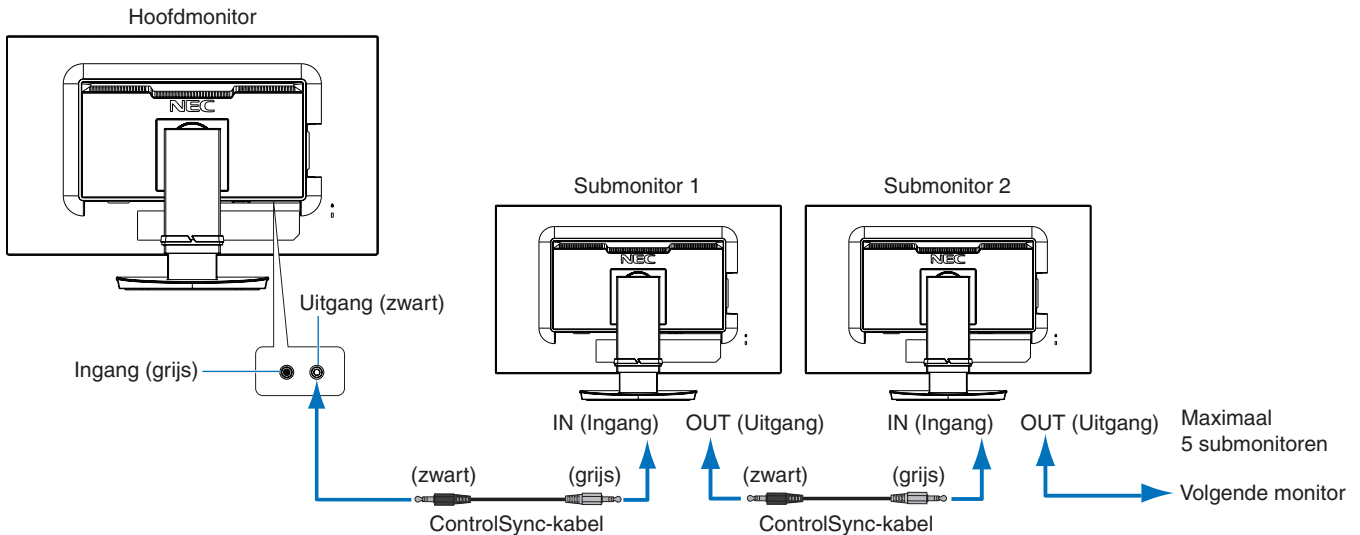 Hoofdmonitor
NEC
Submonitor 1
Submonitor 2
NEC
NEC
Uitgang (zwart)
Ingang (grijs)
IN (Ingang)
OUT (Uitgang)
IN (Ingang)
OUT (Uitgang)
Maximaal
5 submonitoren
(zwart)
(grijs)
(zwart)
(grijs)
Volgende monitor
ControlSync-kabel
ControlSync-kabel